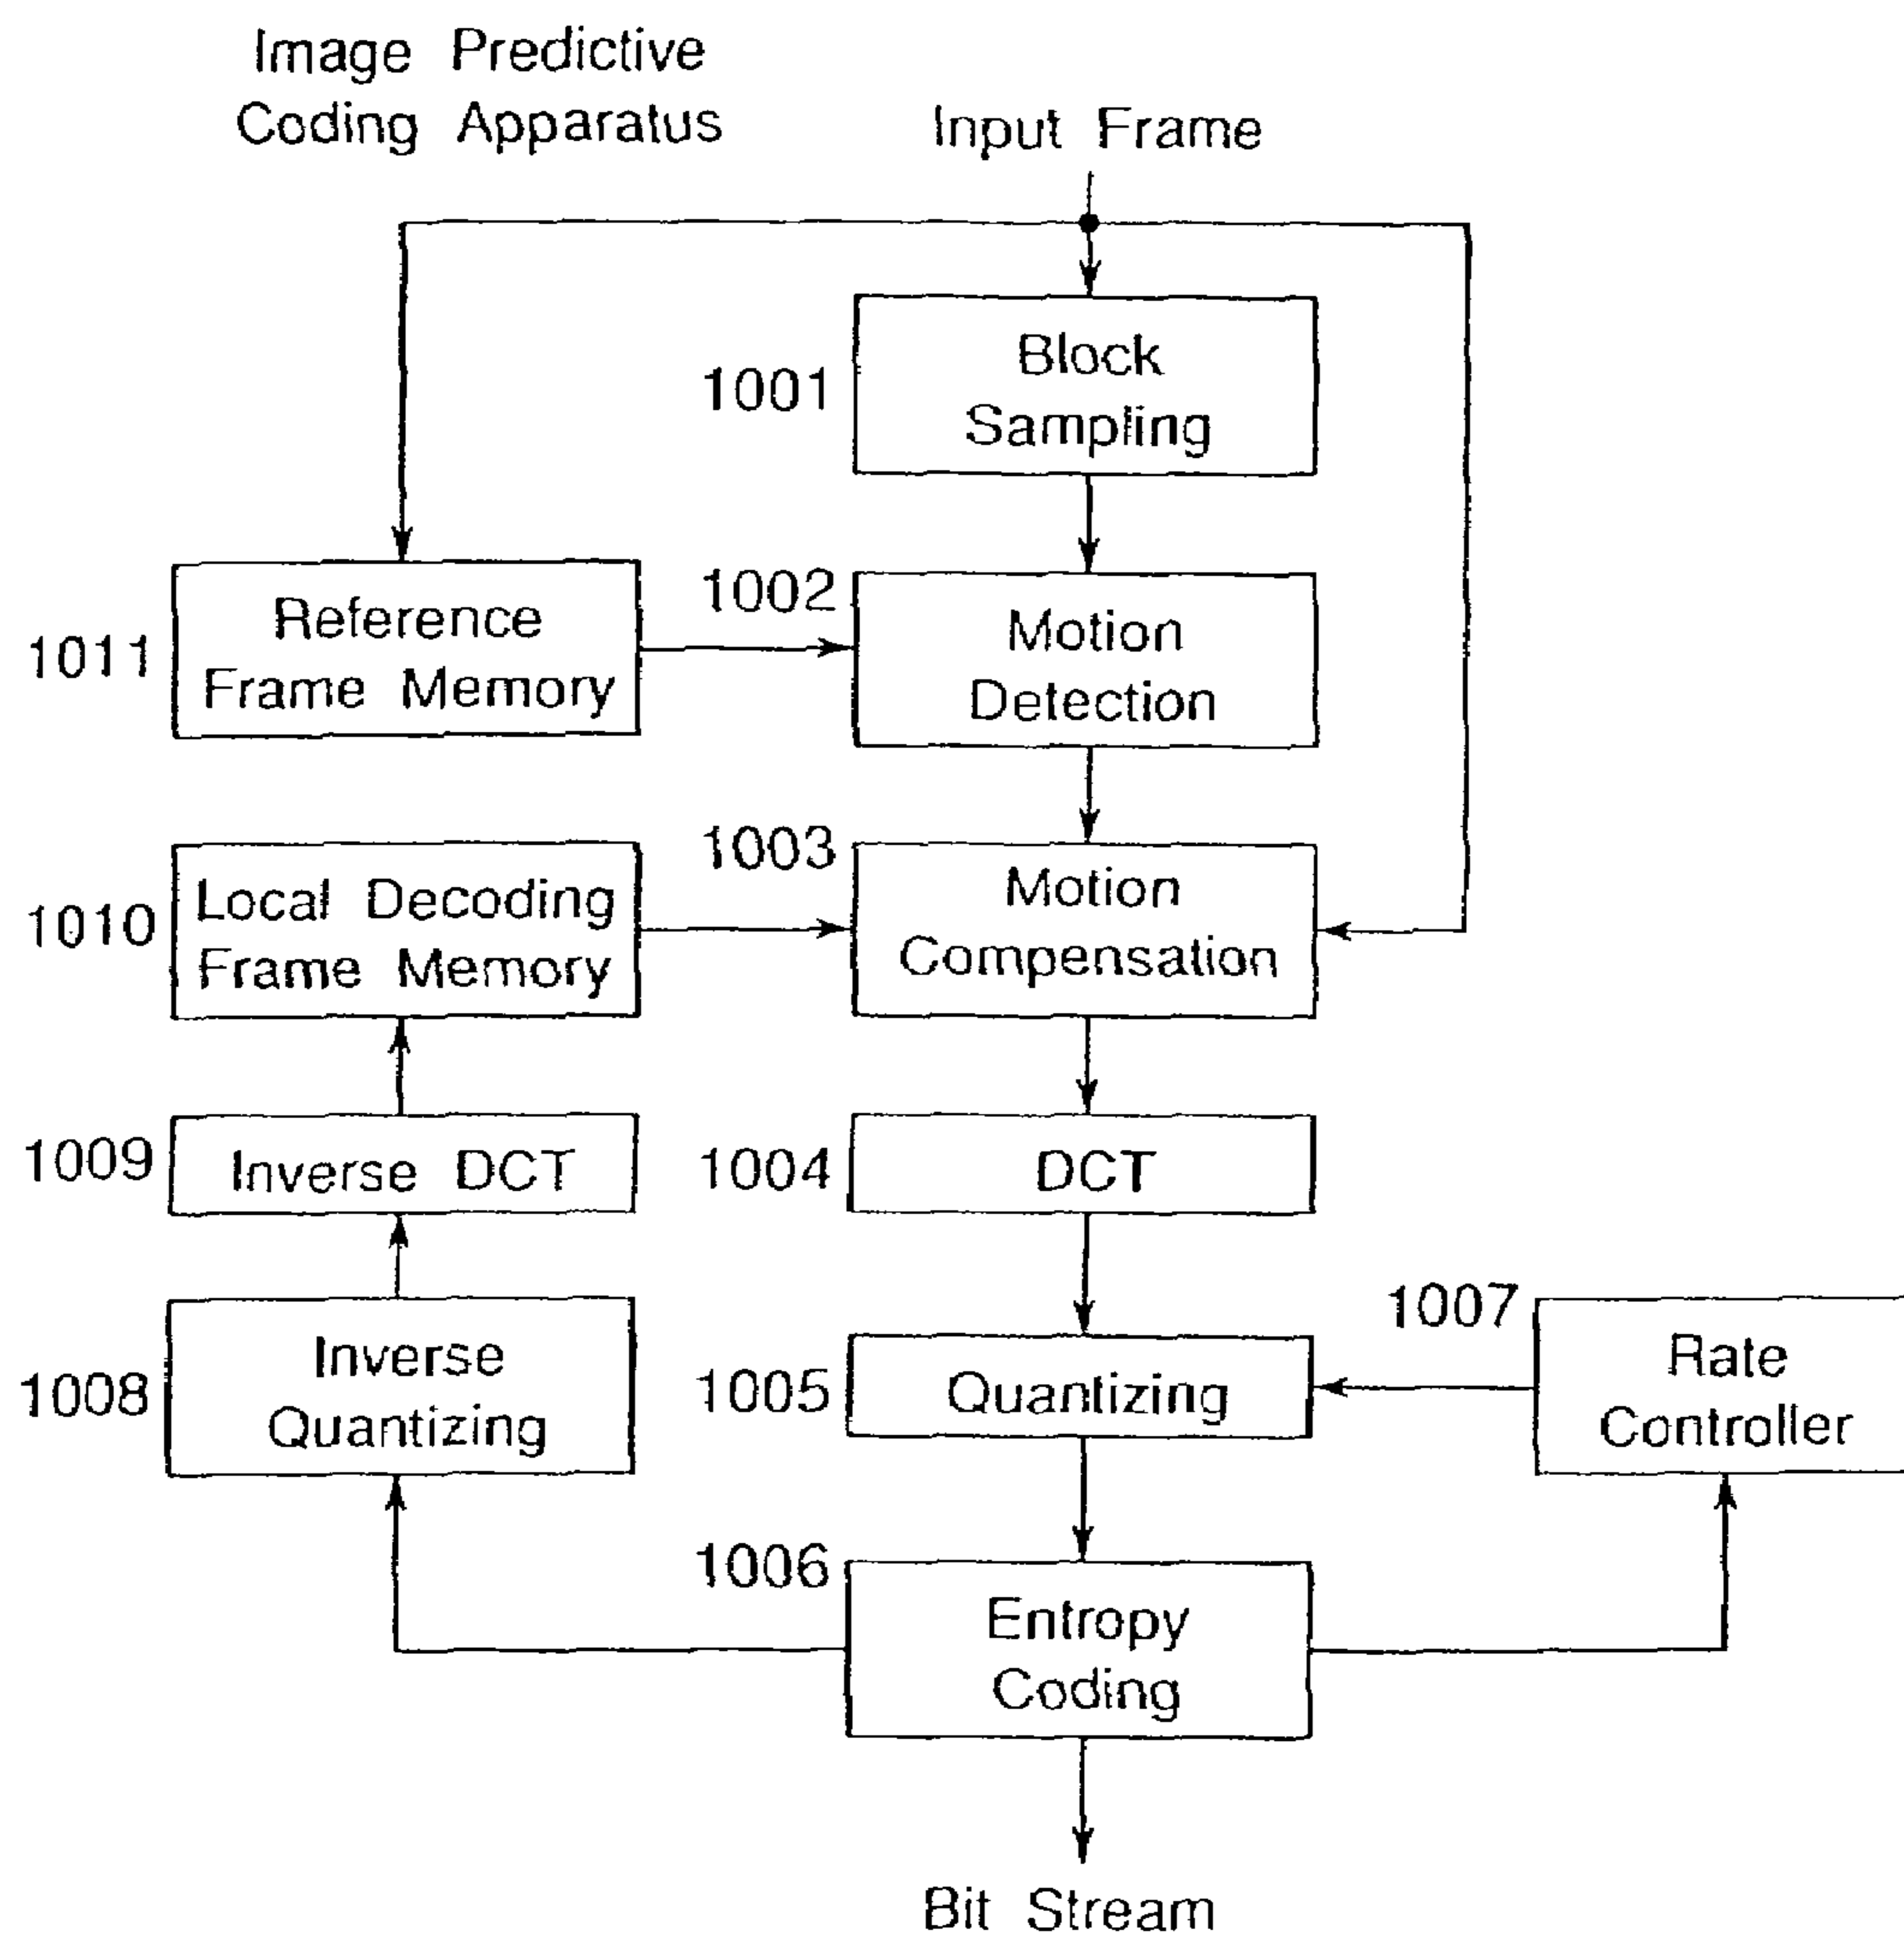 Image Predictive
Coding Apparatus
Input Frame
1001
Block
Sampling
1011
Reference
Frame Memory
1002
Motion
Detection
1010
Local Decoding
Frame Memory
1003
Motion
Compensation
1009
Inverse DCT
1004
DCT
1008
Inverse
Quantizing
1005
Quantizing
1007
Rate
Controller
1006
Entropy
Coding
Bit Stream